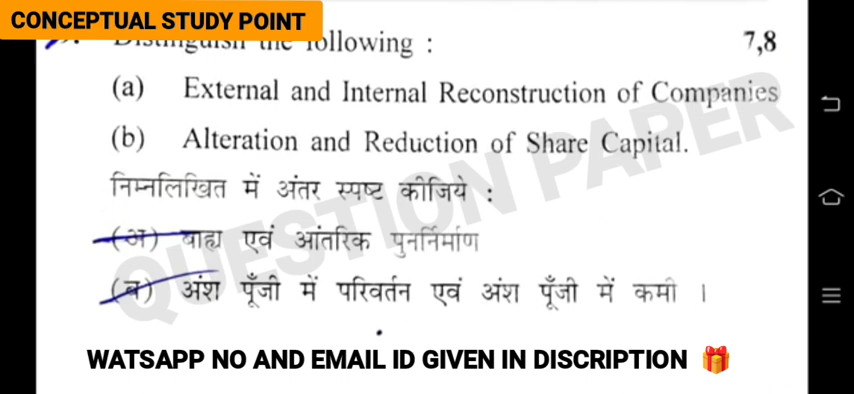 CONCEPTUAL STUDY POINT
Distinguish the following : 7,8
(a) External and Internal Reconstruction of Companies
(b) Alteration and Reduction of Share Capital.
निम्नलिखित में अंतर स्पष्ट कीजिये :
(अ) बाह्य एवं आंतरिक पुनर्निर्माण
(ब) अंश पूँजी में परिवर्तन एवं अंश पूँजी में कमी ।
QUESTION PAPER
WATSAPP NO AND EMAIL ID GIVEN IN DISCRIPTION